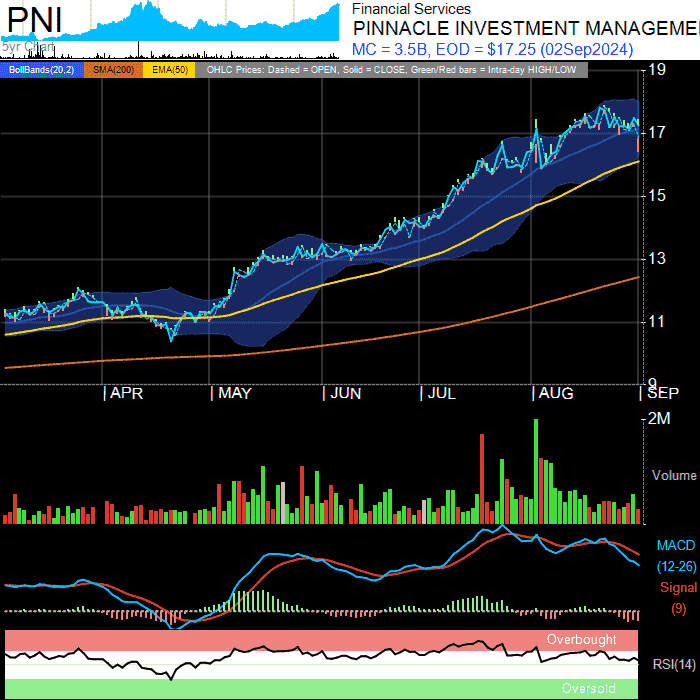 PNI
5yr Chart
Financial Services
PINNACLE INVESTMENT MANAGEME
MC = 3.5B, EOD = $17.25 (02Sep2024)
BollBands(20,2) SMA(200) EMA(50) OHLC Prices: Dashed = OPEN, Solid = CLOSE, Green/Red bars = Intra-day HIGH/LOW
19
17
15
13
11
9
APR MAY JUN JUL AUG SEP
2M
Volume
MACD
(12-26)
Signal
(9)
Overbought
RSI(14)
Oversold